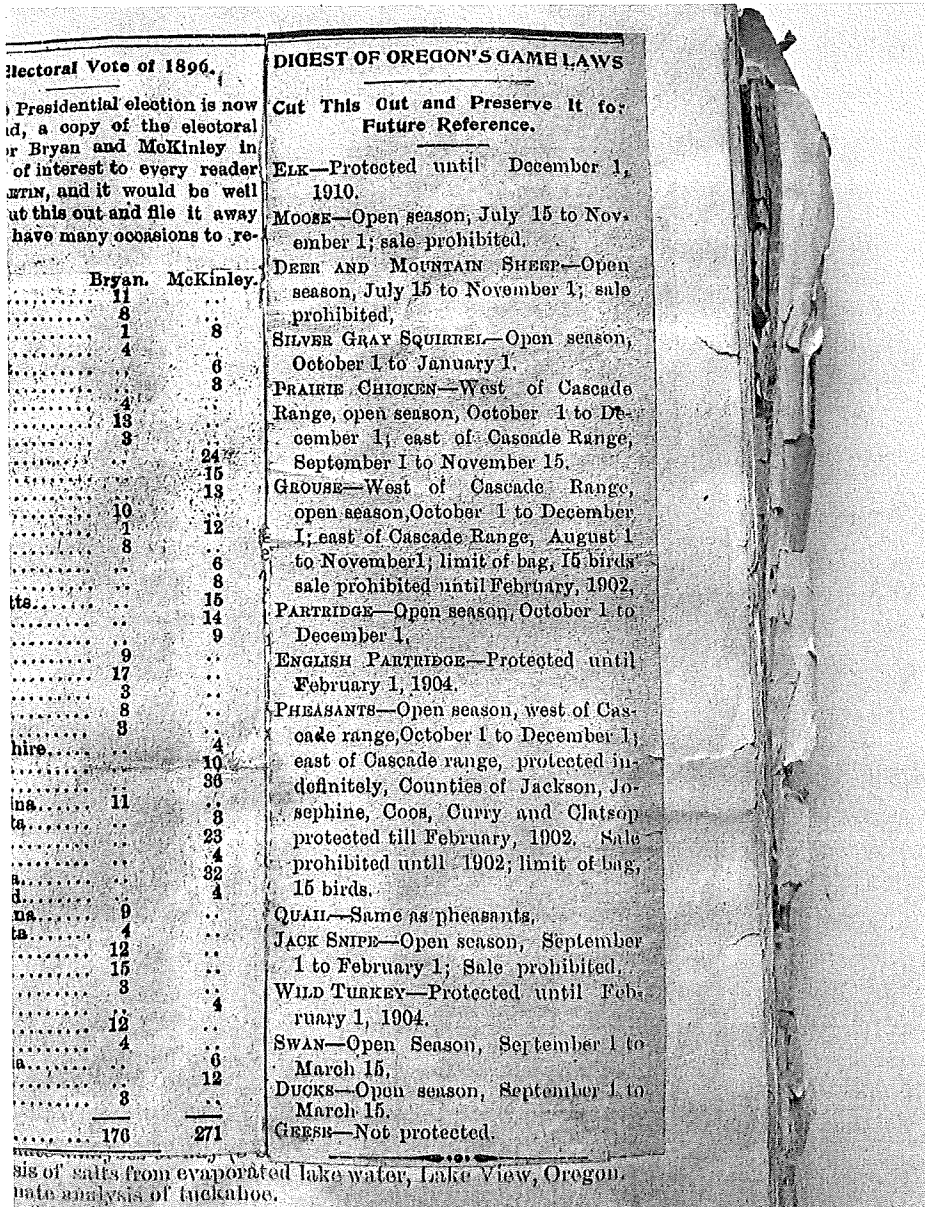 lectoral Vote of 1896.
Presidential election is now
d, a copy of the electoral
or Bryan and McKinley in
of interest to every reader
ETIN, and it would be well
ut this out and file it away
have many occasions to re-
Bryan. McKinley.
........ 11 ..
........ 8 ..
........ 1 8
........ 4 ..
........ .. 6
........ .. 3
........ 4 ..
........ 13 ..
........ 3 ..
........ .. 24
........ .. 15
........ .. 13
........ 10 ..
........ 1 12
........ 8 ..
........ .. 6
........ .. 8
tts....... .. 15
........ .. 14
........ .. 9
........ 9 ..
........ 17 ..
........ 3 ..
........ 8 ..
........ 3 ..
hire..... .. 4
........ .. 10
........ .. 36
ina....... 11 ..
ta....... .. 3
........ .. 23
........ .. 4
a........ .. 32
d........ .. 4
na....... 9 ..
ta....... 4 ..
........ 12 ..
........ 15 ..
........ 3 ..
........ .. 4
........ 12 ..
........ 4 ..
ia....... .. 6
........ .. 12
........ 3 ..
........ 176 271
DIGEST OF OREGON'S GAME LAWS
Cut This Out and Preserve It for
Future Reference.
ELK—Protected until December 1,
1910.
MOOSE—Open season, July 15 to Nov-
ember 1; sale prohibited.
DEER AND MOUNTAIN SHEEP—Open
season, July 15 to November 1; sale
prohibited,
SILVER GRAY SQUIRREL—Open season,
October 1 to January 1.
PRAIRIE CHICKEN—West of Cascade
Range, open season, October 1 to De-
cember 1; east of Cascade Range,
September I to November 15.
GROUSE—West of Cascade Range,
open season,October 1 to December
I; east of Cascade Range, August 1
to November1; limit of bag, 15 birds
sale prohibited until February, 1902,
PARTRIDGE—Open season, October 1 to
December 1,
ENGLISH PARTRIDGE—Protected until
February 1, 1904.
PHEASANTS—Open season, west of Cas-
cade range,October 1 to December 1;
east of Cascade range, protected in-
definitely, Counties of Jackson, Jo-
sephine, Coos, Curry and Clatsop
protected till February, 1902. Sale
prohibited until 1902; limit of bag,
15 birds.
QUAIL—Same as pheasants,
JACK SNIPE—Open season, September
1 to February 1; Sale prohibited.
WILD TURKEY—Protected until Feb-
ruary 1, 1904.
SWAN—Open Season, September 1 to
March 15,
DUCKS—Open season, September 1 to
March 15.
GEESE—Not protected.
sis of salts from evaporated lake water, Lake View, Oregon.
nate analysis of tuckahoe.